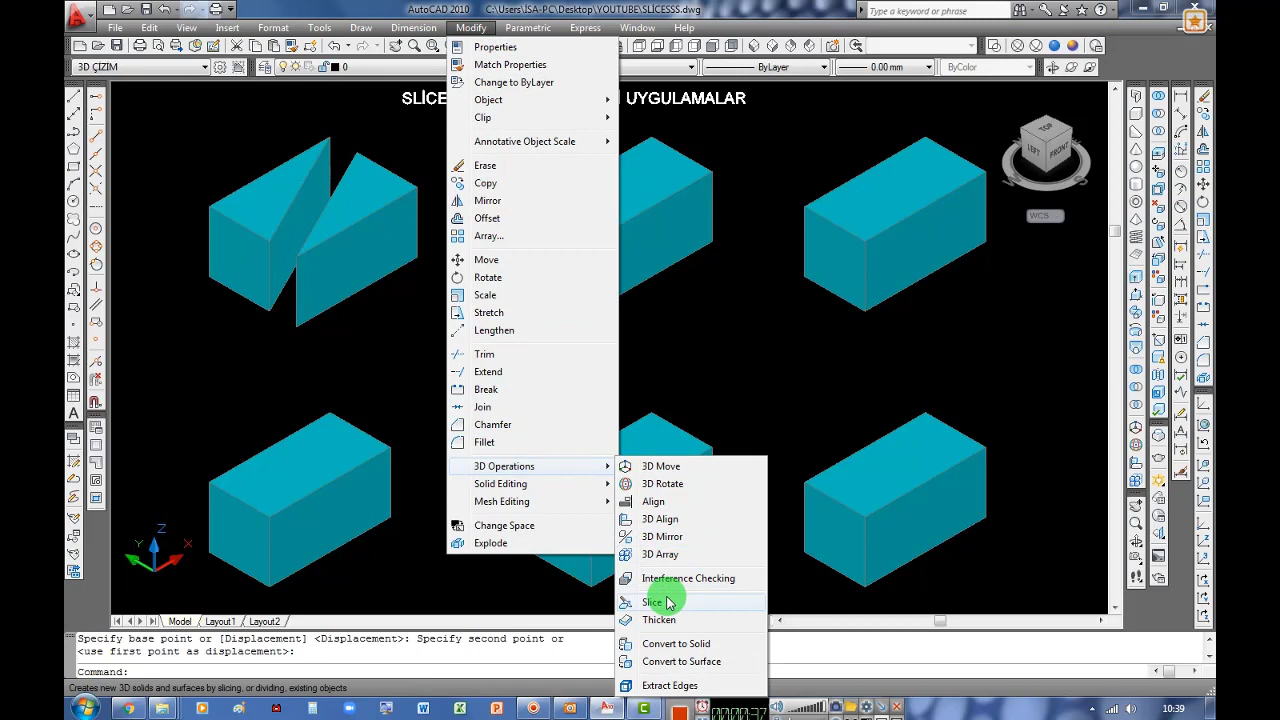 AutoCAD 2010 C:\Users\ISA-PC\Desktop\YOUTUBE\SLICESSS.dwg
Type a keyword or phrase
File Edit View Insert Format Tools Draw Dimension Modify Parametric Express Window Help
3D ÇIZIM
0
ByLayer
0.00 mm
ByColor
SLİCE
UYGULAMALAR
Properties
Match Properties
Change to ByLayer
Object
Clip
Annotative Object Scale
Erase
Copy
Mirror
Offset
Array...
Move
Rotate
Scale
Stretch
Lengthen
Trim
Extend
Break
Join
Chamfer
Fillet
3D Operations
Solid Editing
Mesh Editing
Change Space
Explode
3D Move
3D Rotate
Align
3D Align
3D Mirror
3D Array
Interference Checking
Slice
Thicken
Convert to Solid
Convert to Surface
Extract Edges
TOP
LEFT
FRONT
W
S
WCS
Z
Y
X
Model Layout1 Layout2
Specify base point or [Displacement] <Displacement>: Specify second point or
<use first point as displacement>:
Command:
Creates new 3D solids and surfaces by slicing, or dividing, existing objects
10:39